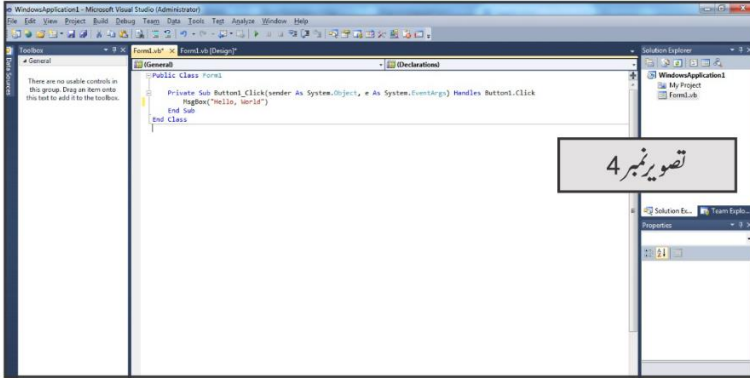 WindowsApplication1 - Microsoft Visual Studio (Administrator)
File Edit View Project Build Debug Team Data Tools Test Analyze Window Help
Data Sources
Toolbox
General
There are no usable controls in
this group. Drag an item onto
this text to add it to the toolbox.
Form1.vb* Form1.vb [Design]*
(General) (Declarations)
Public Class Form1
Private Sub Button1_Click(sender As System.Object, e As System.EventArgs) Handles Button1.Click
MsgBox("Hello, World")
End Sub
End Class
Solution Explorer
WindowsApplication1
My Project
Form1.vb
تصویر نمبر 4
Solution Ex... Team Explo...
Properties